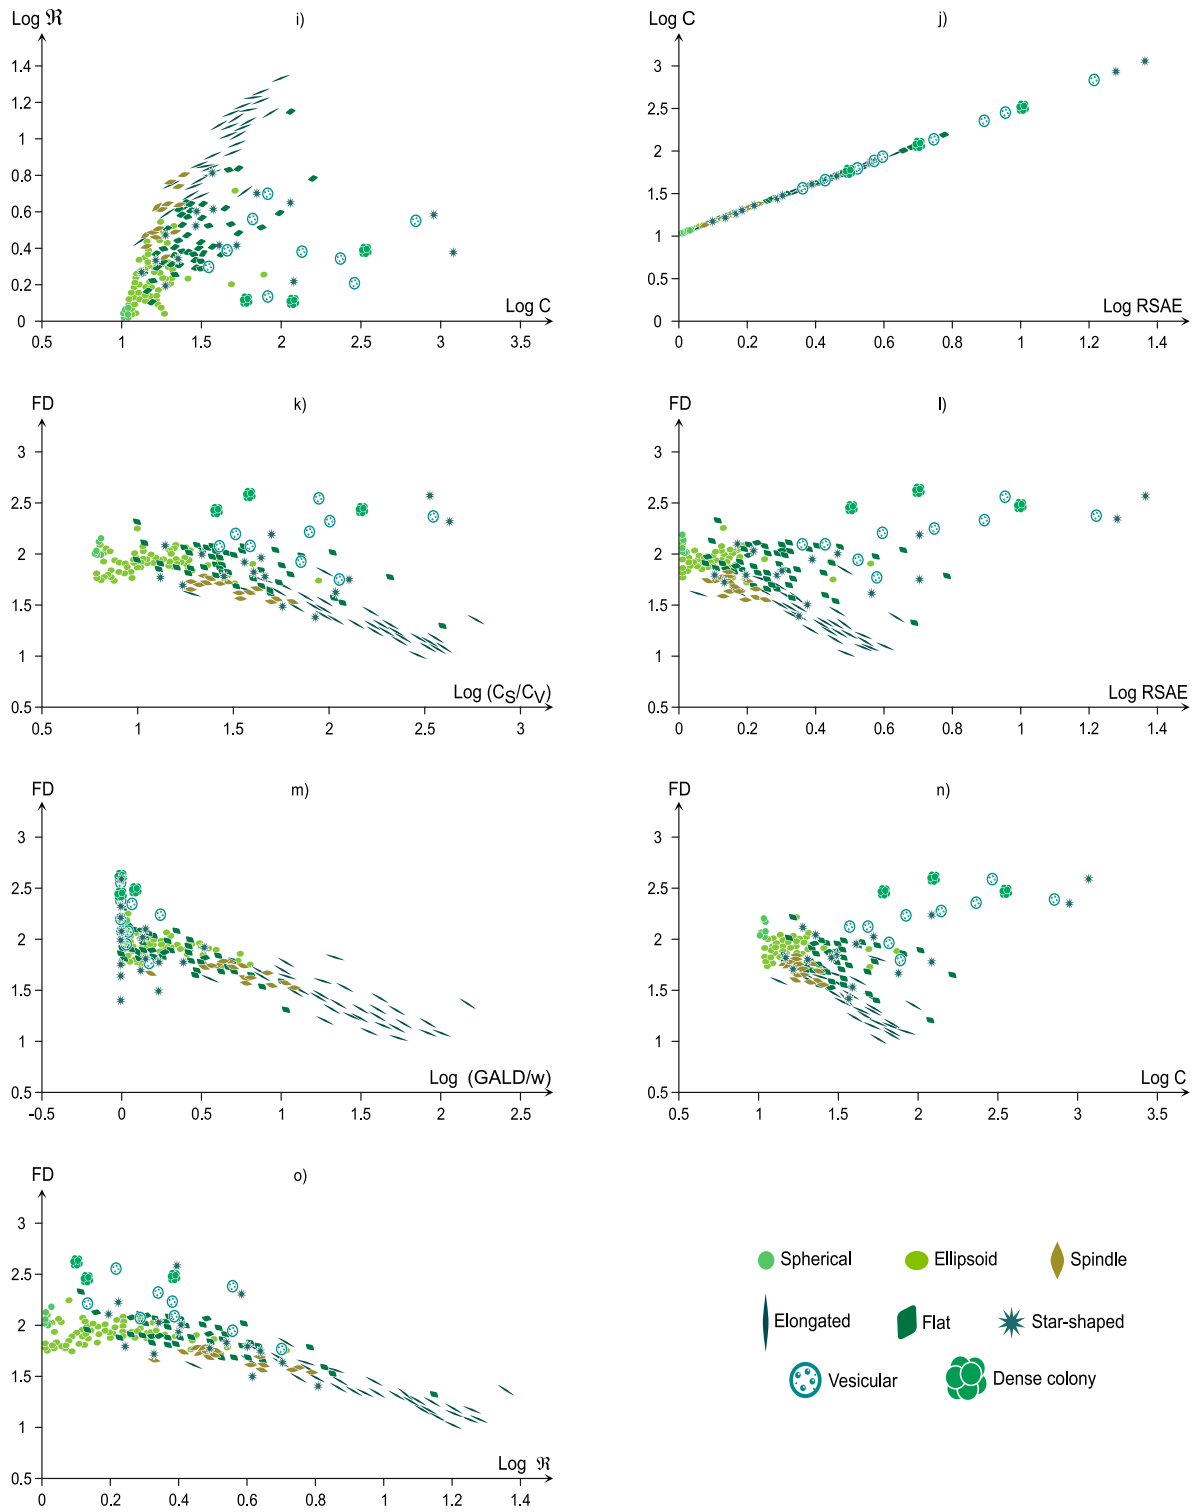 Log ℜ
i)
1.4
1.2
1
0.8
0.6
0.4
0.2
0
Log C
0.5 1 1.5 2 2.5 3 3.5
Log C
j)
3
2.5
2
1.5
1
0.5
0
Log RSAE
0 0.2 0.4 0.6 0.8 1 1.2 1.4
FD
k)
3
2.5
2
1.5
1
Log (CS/CV)
0.5
0.5 1 1.5 2 2.5 3
FD
l)
3
2.5
2
1.5
1
Log RSAE
0.5
0 0.2 0.4 0.6 0.8 1 1.2 1.4
FD
m)
3
2.5
2
1.5
1
Log (GALD/w)
0.5
-0.5 0 0.5 1 1.5 2 2.5
FD
n)
3
2.5
2
1.5
1
Log C
0.5
0.5 1 1.5 2 2.5 3 3.5
FD
o)
3
2.5
2
1.5
1
Log ℜ
0.5
0 0.2 0.4 0.6 0.8 1 1.2 1.4
Spherical Ellipsoid Spindle
Elongated Flat Star-shaped
Vesicular Dense colony